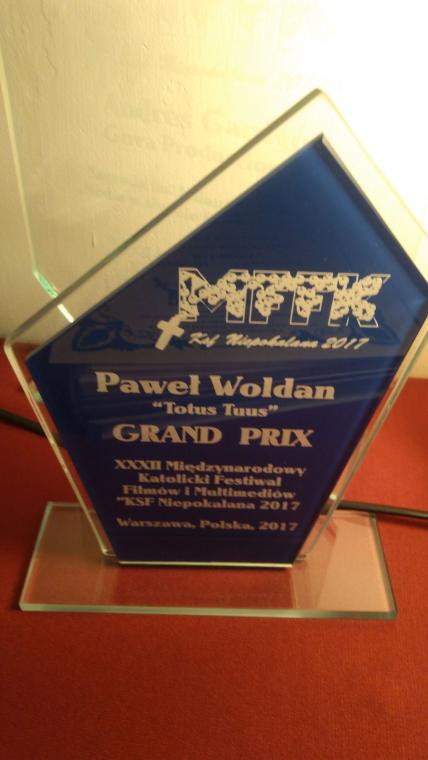 MFFK
Ksf Niepokalana 2017
Paweł Woldan
"Totus Tuus"
GRAND PRIX
XXXII Międzynarodowy
Katolicki Festiwal
Filmów i Multimediów
"KSF Niepokalana 2017
Warszawa, Polska, 2017